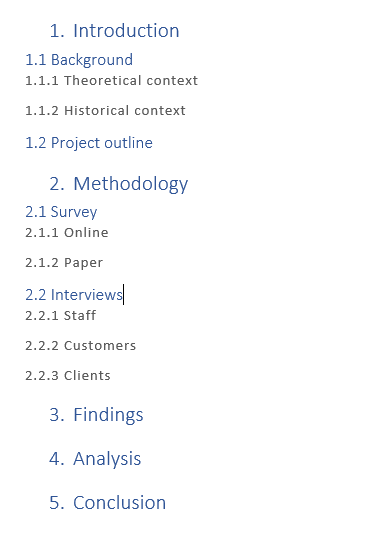 1. Introduction
1.1 Background
1.1.1 Theoretical context
1.1.2 Historical context
1.2 Project outline
2. Methodology
2.1 Survey
2.1.1 Online
2.1.2 Paper
2.2 Interviews
2.2.1 Staff
2.2.2 Customers
2.2.3 Clients
3. Findings
4. Analysis
5. Conclusion